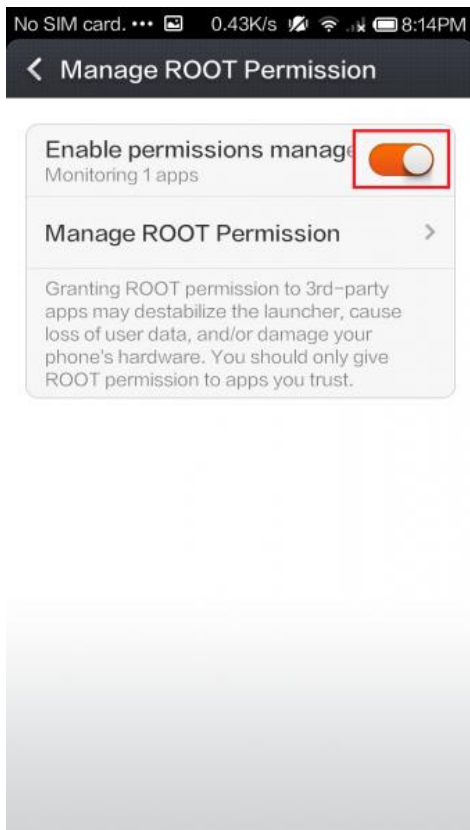 No SIM card. ••• 0.43K/s 8:14PM
Manage ROOT Permission
Enable permissions manage
Monitoring 1 apps
Manage ROOT Permission
Granting ROOT permission to 3rd-party
apps may destabilize the launcher, cause
loss of user data, and/or damage your
phone's hardware. You should only give
ROOT permission to apps you trust.